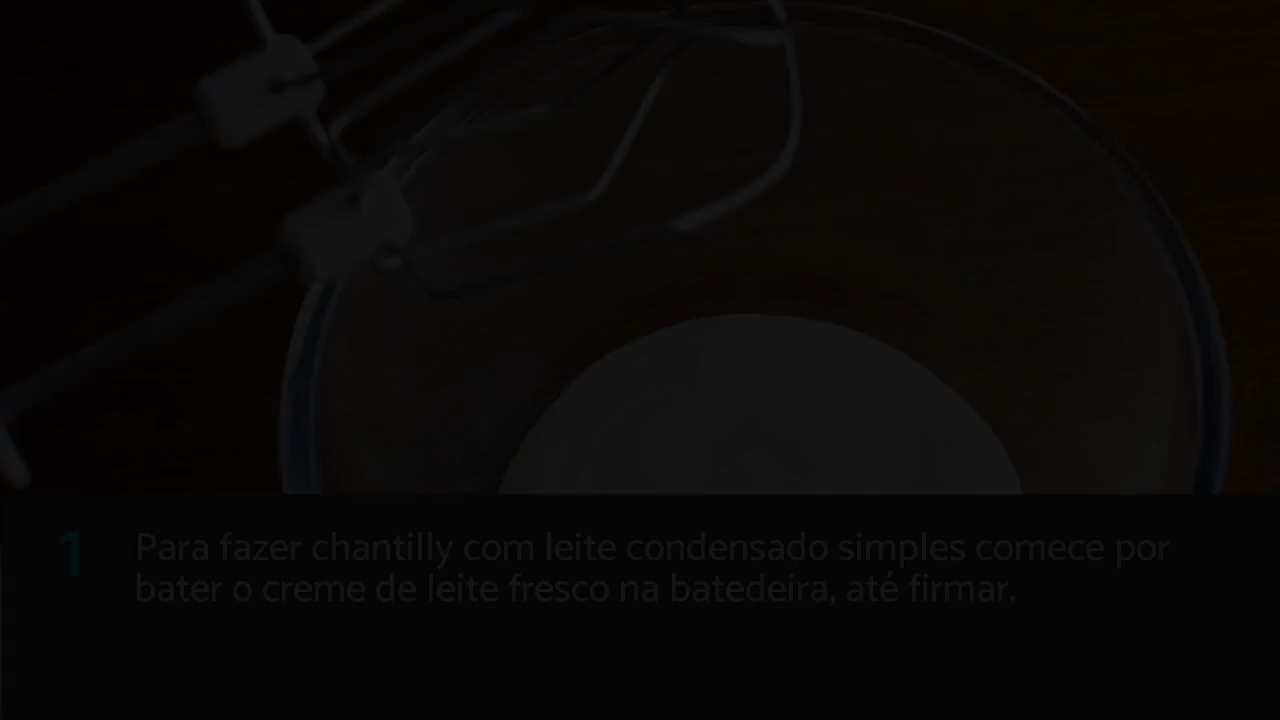 1 Para fazer chantilly com leite condensado simples comece por
bater o creme de leite fresco na batedeira, até firmar.